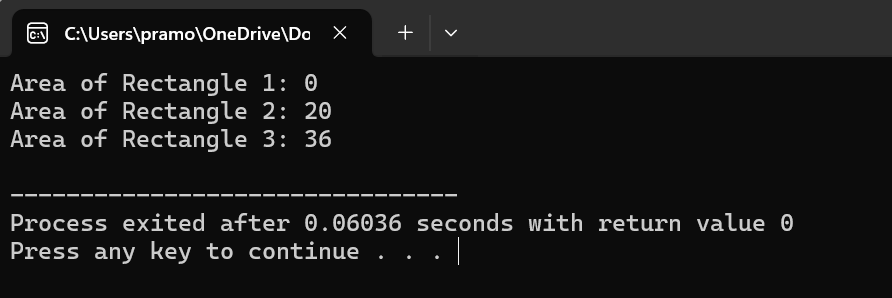 C:\Users\pramo\OneDrive\Do
Area of Rectangle 1: 0
Area of Rectangle 2: 20
Area of Rectangle 3: 36
--------------------------------
Process exited after 0.06036 seconds with return value 0
Press any key to continue . . .